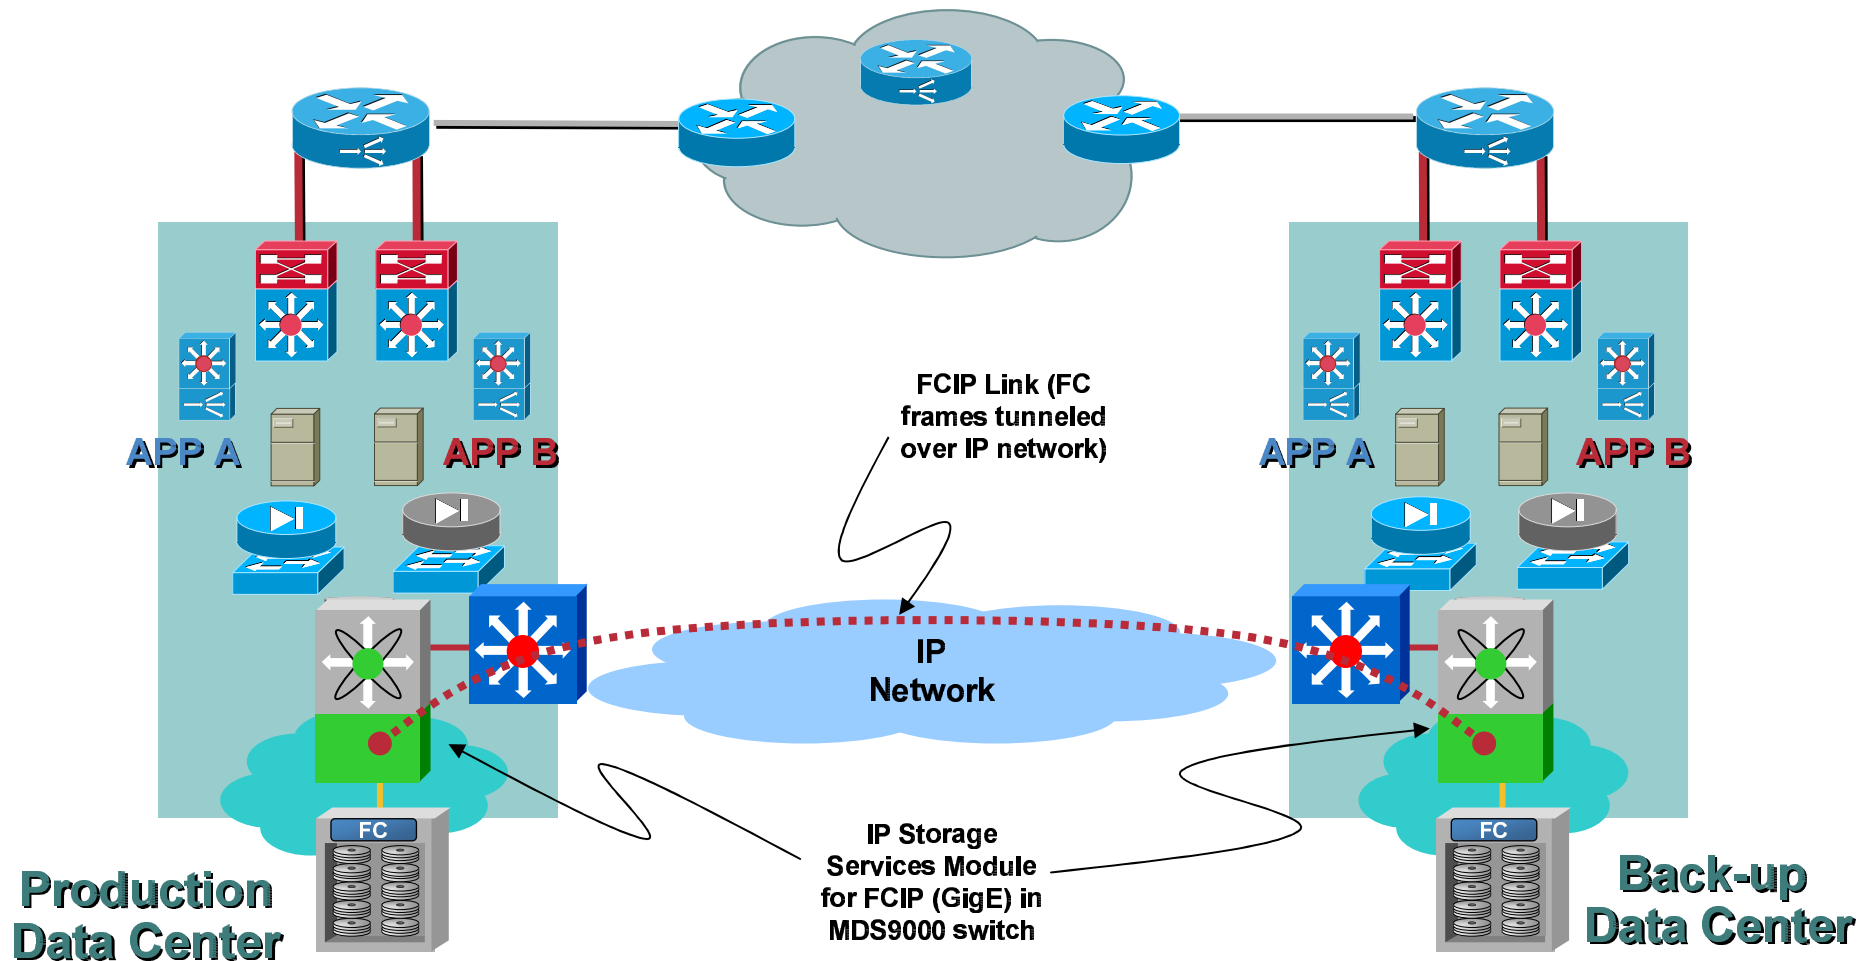 FCIP Link (FC
frames tunneled
over IP network)
APP A
APP B
APP A
APP B
IP
Network
FC
FC
IP Storage
Services Module
for FCIP (GigE) in
MDS9000 switch
Production
Data Center
Back-up
Data Center